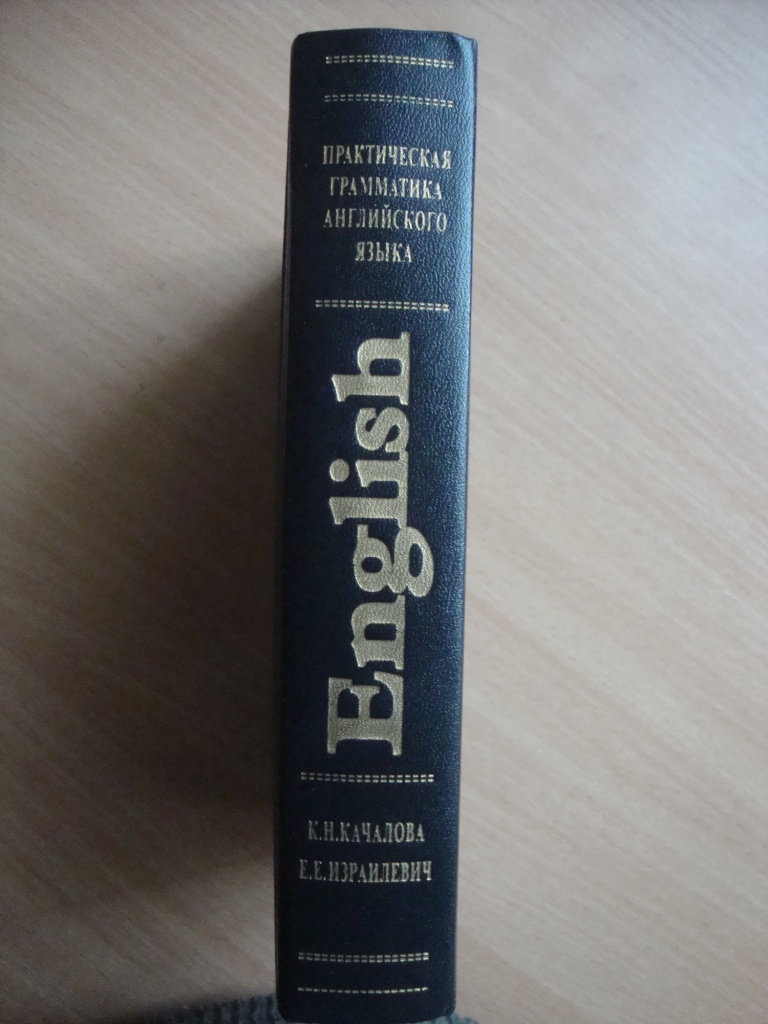 ПРАКТИЧЕСКАЯ
ГРАММАТИКА
АНГЛИЙСКОГО
ЯЗЫКА
English
К.Н.КАЧАЛОВА
Е.Е.ИЗРАИЛЕВИЧ